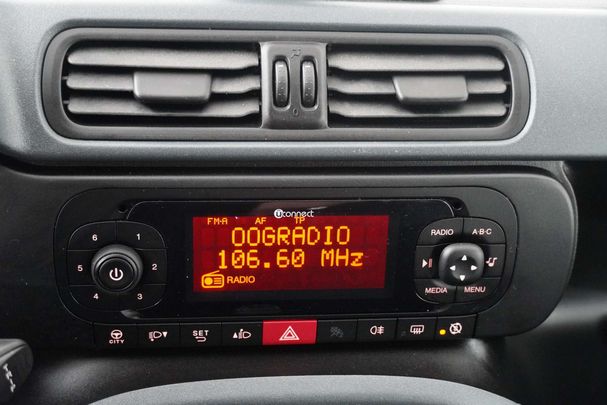 uconnect
FM-A AF TP
OOGRADIO
106.60 MHz
RADIO
6 1
5 2
4 3
RADIO A·B·C
MEDIA MENU
CITY
SET